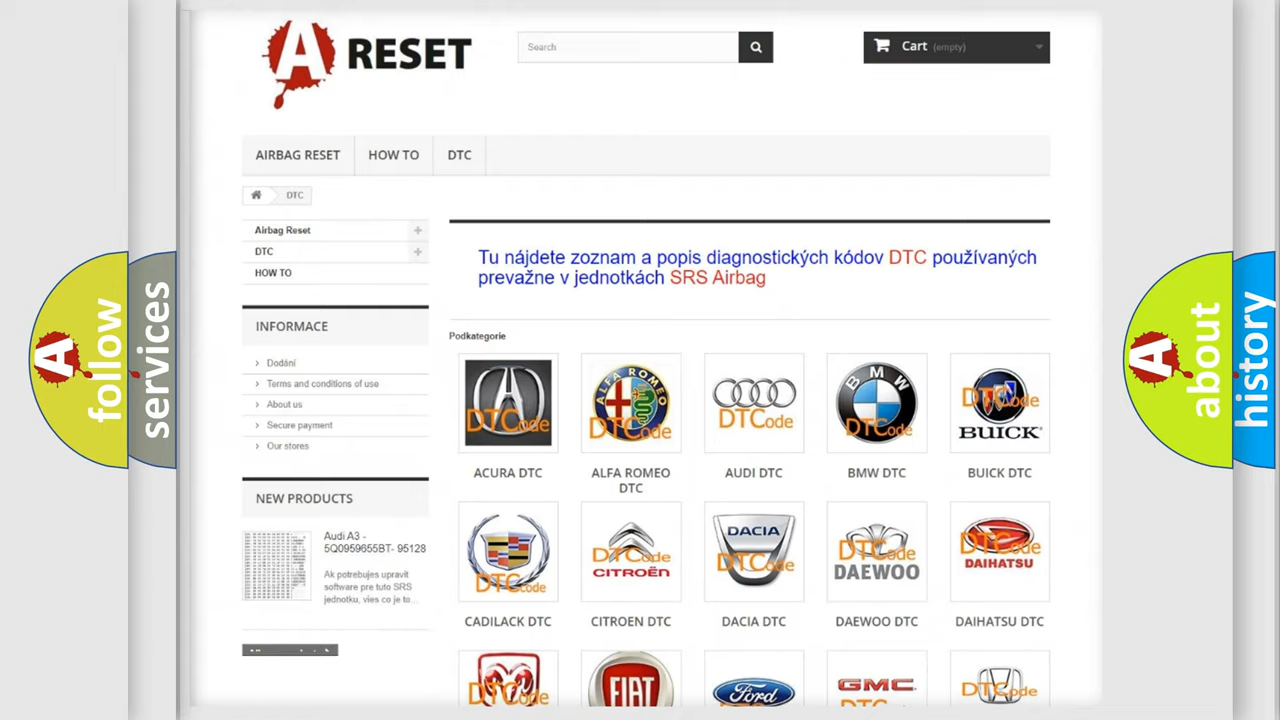 A RESET
Search
Cart (empty)
AIRBAG RESET
HOW TO
DTC
DTC
Airbag Reset
DTC
HOW TO
Tu nájdete zoznam a popis diagnostických kódov DTC používaných
prevažne v jednotkách SRS Airbag
INFORMACE
Dodání
Terms and conditions of use
About us
Secure payment
Our stores
NEW PRODUCTS
Audi A3 -
5Q0959655BT- 95128
Ak potrebujes upravit
software pre tuto SRS
jednotku, vies co je to...
Podkategorie
DTCode
ALFA ROMEO
DTCode
DTCode
BMW
DTCode
DTCode
BUICK
ACURA DTC
ALFA ROMEO
DTC
AUDI DTC
BMW DTC
BUICK DTC
DTCode
DTCode
CITROËN
DACIA
DTCode
DTCode
DAEWOO
DTCode
DAIHATSU
CADILACK DTC
CITROEN DTC
DACIA DTC
DAEWOO DTC
DAIHATSU DTC
DTCode
FIAT
Ford
GMC
DTCode
A
follow
services
A
about
history